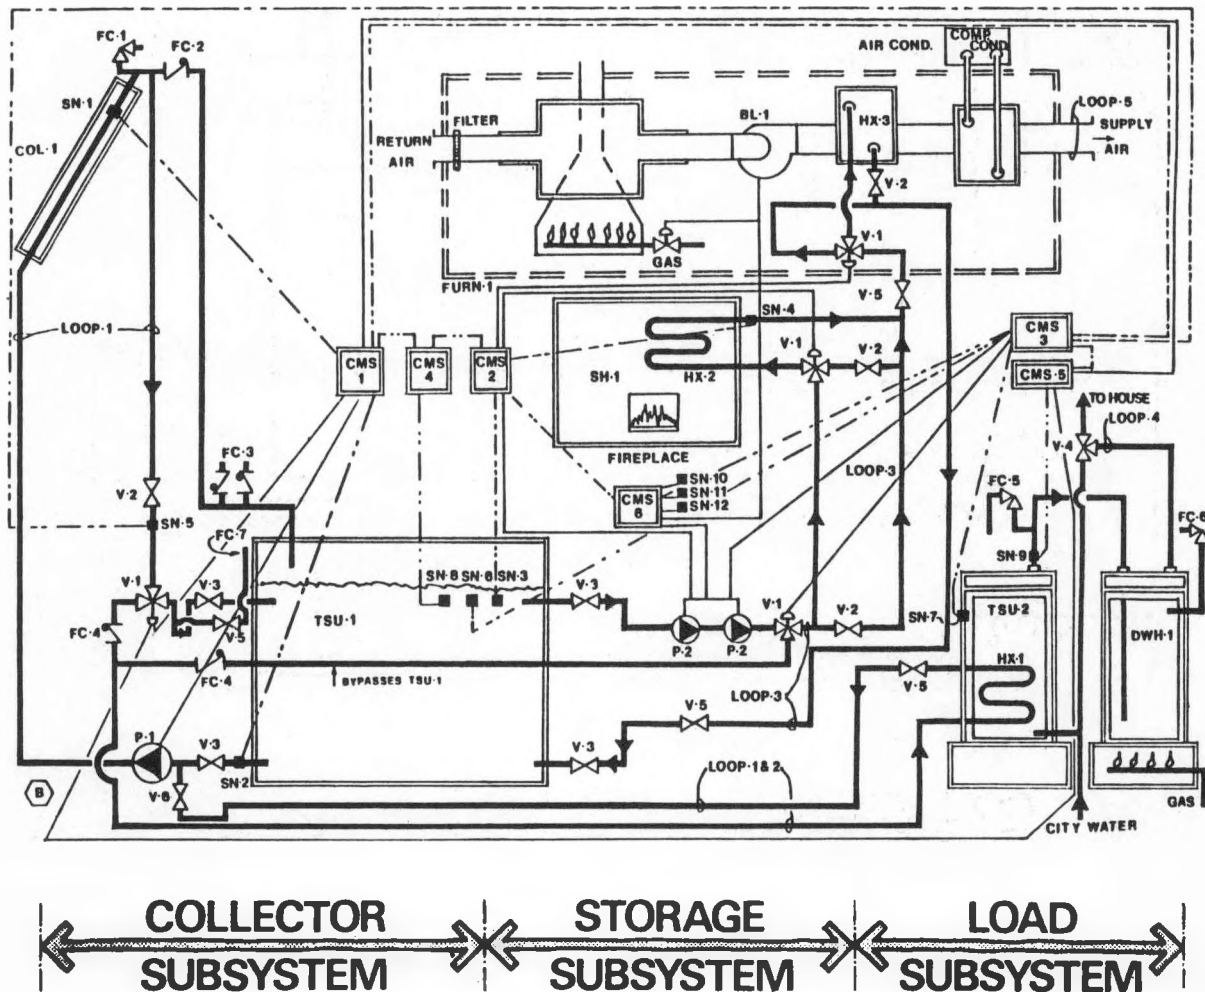 FC·1
FC·2
SN·1
COL·1
LOOP·1
RETURN
AIR
FILTER
BL·1
HX·3
AIR COND.
COMP.
COND.
LOOP·5
SUPPLY
AIR
V·2
V·1
GAS
FURN·1
V·5
SN·4
CMS
1
CMS
4
CMS
2
SH·1
HX·2
V·1
V·2
CMS
3
CMS·5
TO HOUSE
LOOP·4
V·4
FIREPLACE
LOOP·3
FC·3
V·2
SN·5
FC·7
CMS
6
SN·10
SN·11
SN·12
FC·5
FC·6
SN·9
V·1
V·3
V·5
SN·8
SN·6
SN·3
V·3
V·1
V·2
P·2
P·2
SN·7
TSU·2
DWH·1
TSU·1
FC·4
FC·4
BYPASSES TSU·1
LOOP·3
V·5
HX·1
V·5
P·1
V·3
SN·2
V·3
LOOP·1&2
B
V·6
GAS
CITY WATER
COLLECTOR
SUBSYSTEM
STORAGE
SUBSYSTEM
LOAD
SUBSYSTEM